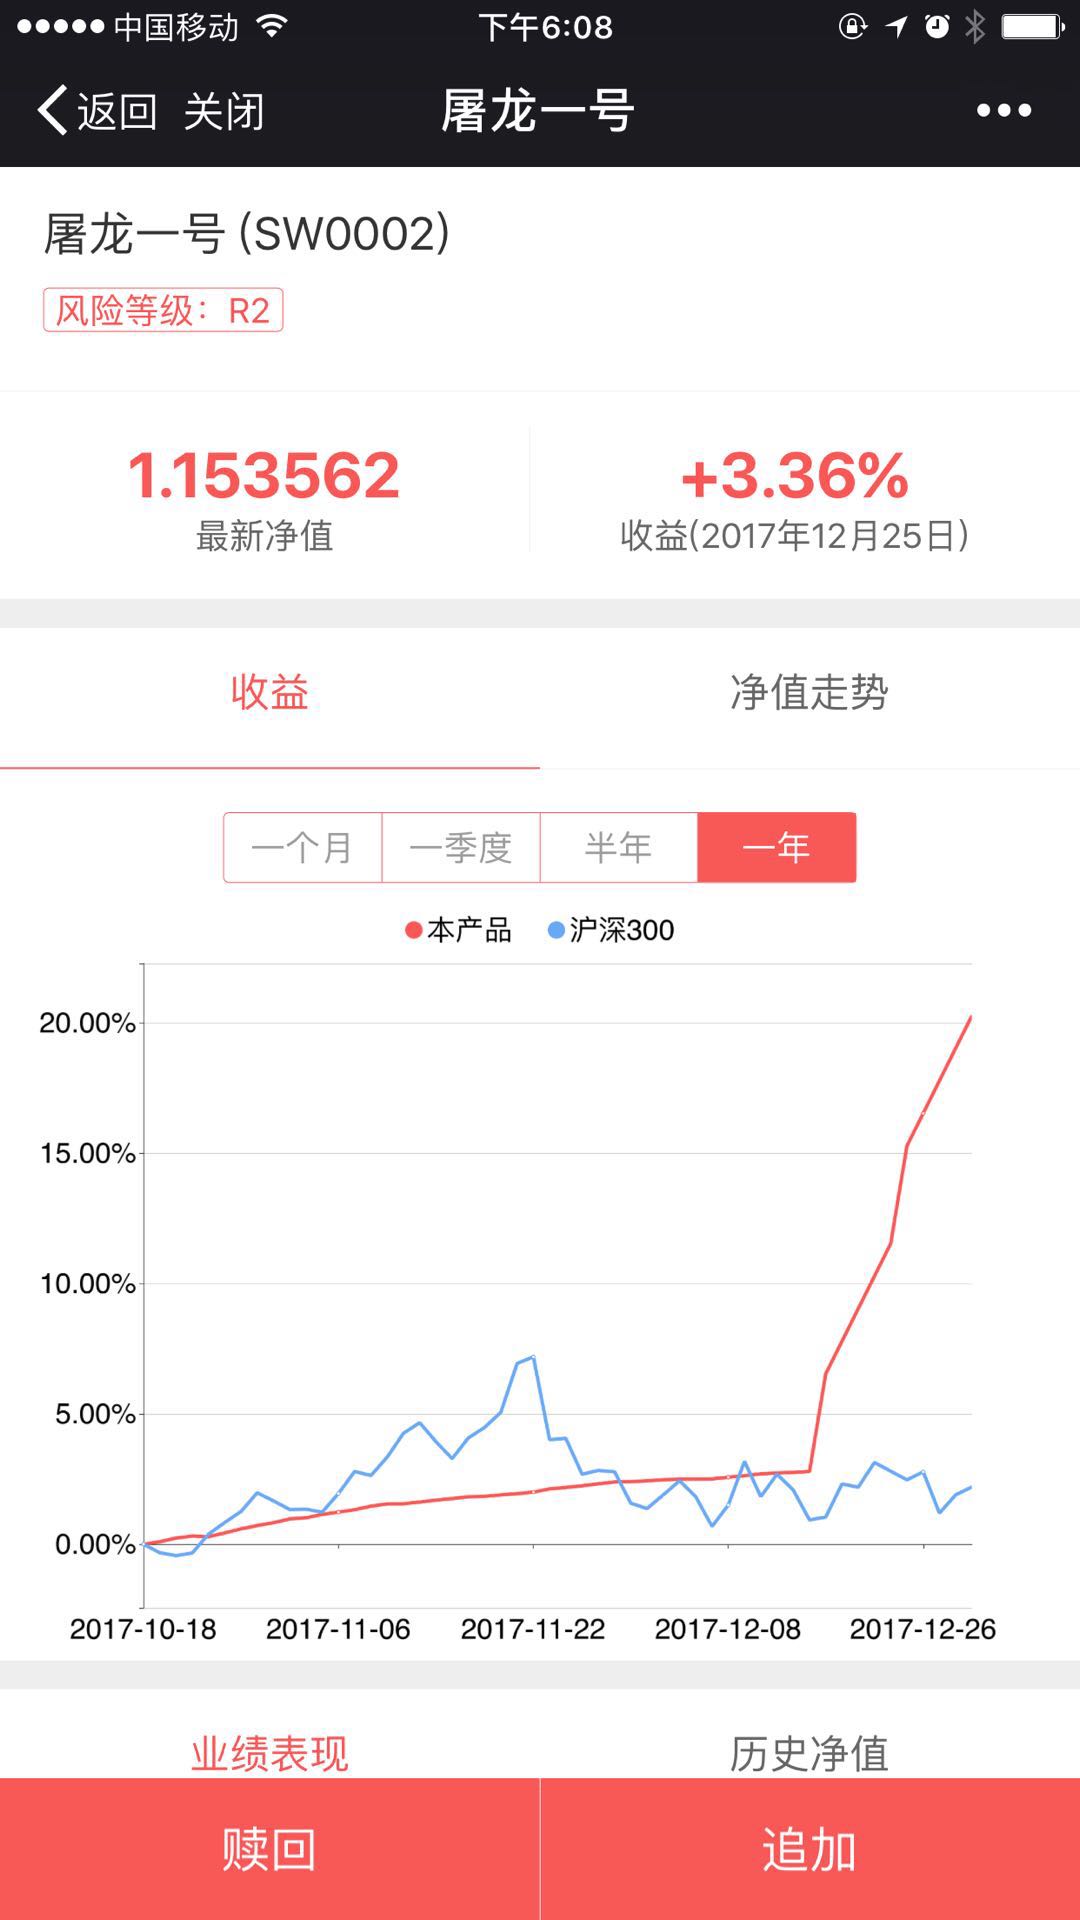 中国移动 下午6:08
返回 关闭 屠龙一号
屠龙一号 (SW0002)
风险等级：R2
1.153562 +3.36%
最新净值 收益(2017年12月25日)
收益 净值走势
一个月 一季度 半年 一年
本产品 沪深300
20.00%
15.00%
10.00%
5.00%
0.00%
2017-10-18 2017-11-06 2017-11-22 2017-12-08 2017-12-26
业绩表现 历史净值
赎回 追加